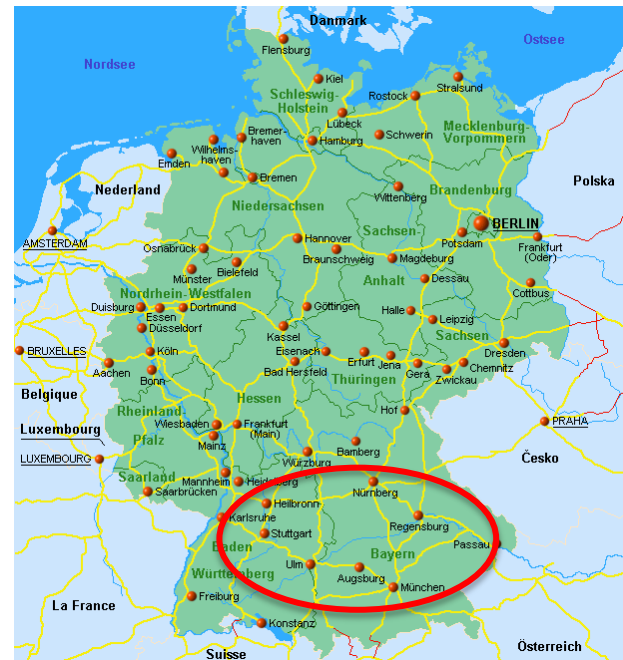 Danmark
Ostsee
Nordsee
Flensburg
Kiel
Stralsund
Schleswig-
Holstein
Rostock
Lübeck
Mecklenburg-
Vorpommern
Bremer-
haven
Wilhelms-
haven
Hamburg
Schwerin
Emden
Bremen
Nederland
Wittenberg
Brandenburg
Polska
Niedersachsen
BERLIN
Sachsen-
AMSTERDAM
Osnabrück
Hannover
Potsdam
Frankfurt
(Oder)
Braunschweig
Magdeburg
Münster
Bielefeld
Anhalt
Dessau
Cottbus
Nordrhein-Westfalen
Duisburg
Essen
Dortmund
Göttingen
Halle
Leipzig
Düsseldorf
Kassel
Sachsen
BRUXELLES
Köln
Eisenach
Erfurt
Jena
Dresden
Aachen
Bonn
Bad Hersfeld
Gera
Chemnitz
Zwickau
Thüringen
Belgique
Hessen
Rheinland
Pfalz
Hof
Luxembourg
Wiesbaden
Frankfurt
(Main)
PRAHA
Mainz
Bamberg
LUXEMBOURG
Würzburg
Česko
Saarland
Mannheim
Heidelberg
Saarbrücken
Nürnberg
Heilbronn
Karlsruhe
Regensburg
Stuttgart
Baden
Württemberg
Bayern
Passau
Ulm
Augsburg
München
Freiburg
La France
Konstanz
Suisse
Österreich